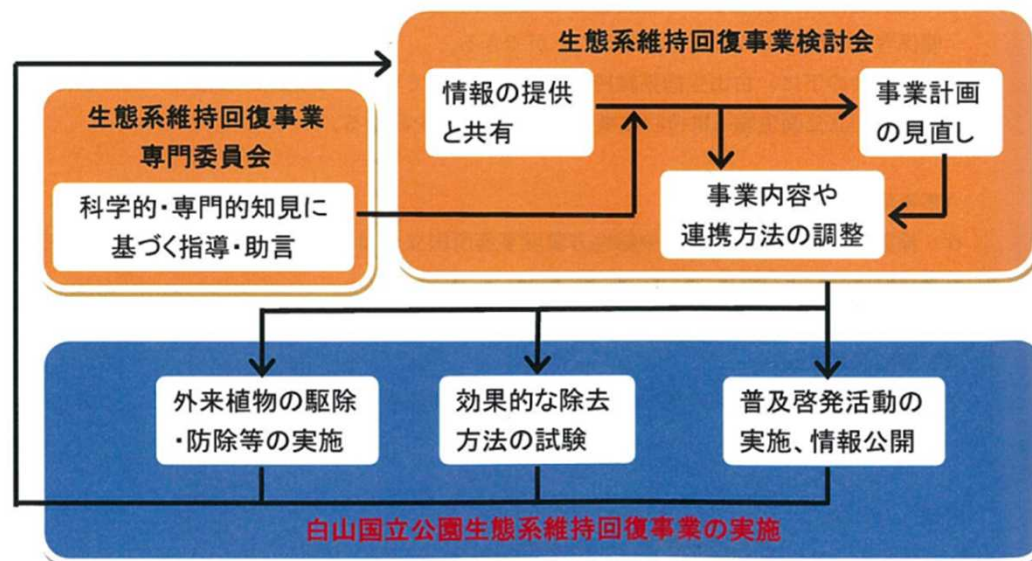 生態系維持回復事業検討会
情報の提供
と共有
事業計画
の見直し
事業内容や
連携方法の調整
生態系維持回復事業
専門委員会
科学的・専門的知見に
基づく指導・助言
外来植物の駆除
・防除等の実施
効果的な除去
方法の試験
普及啓発活動の
実施、情報公開
白山国立公園生態系維持回復事業の実施